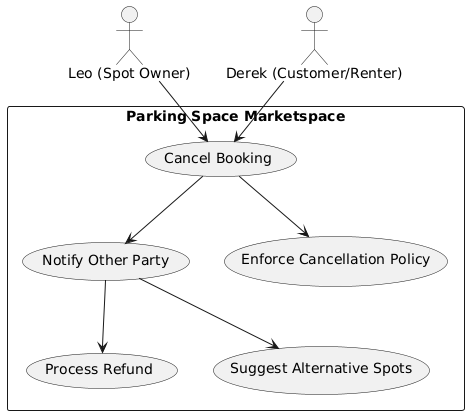 Leo (Spot Owner)
Derek (Customer/Renter)
Parking Space Marketspace
Cancel Booking
Notify Other Party
Enforce Cancellation Policy
Process Refund
Suggest Alternative Spots